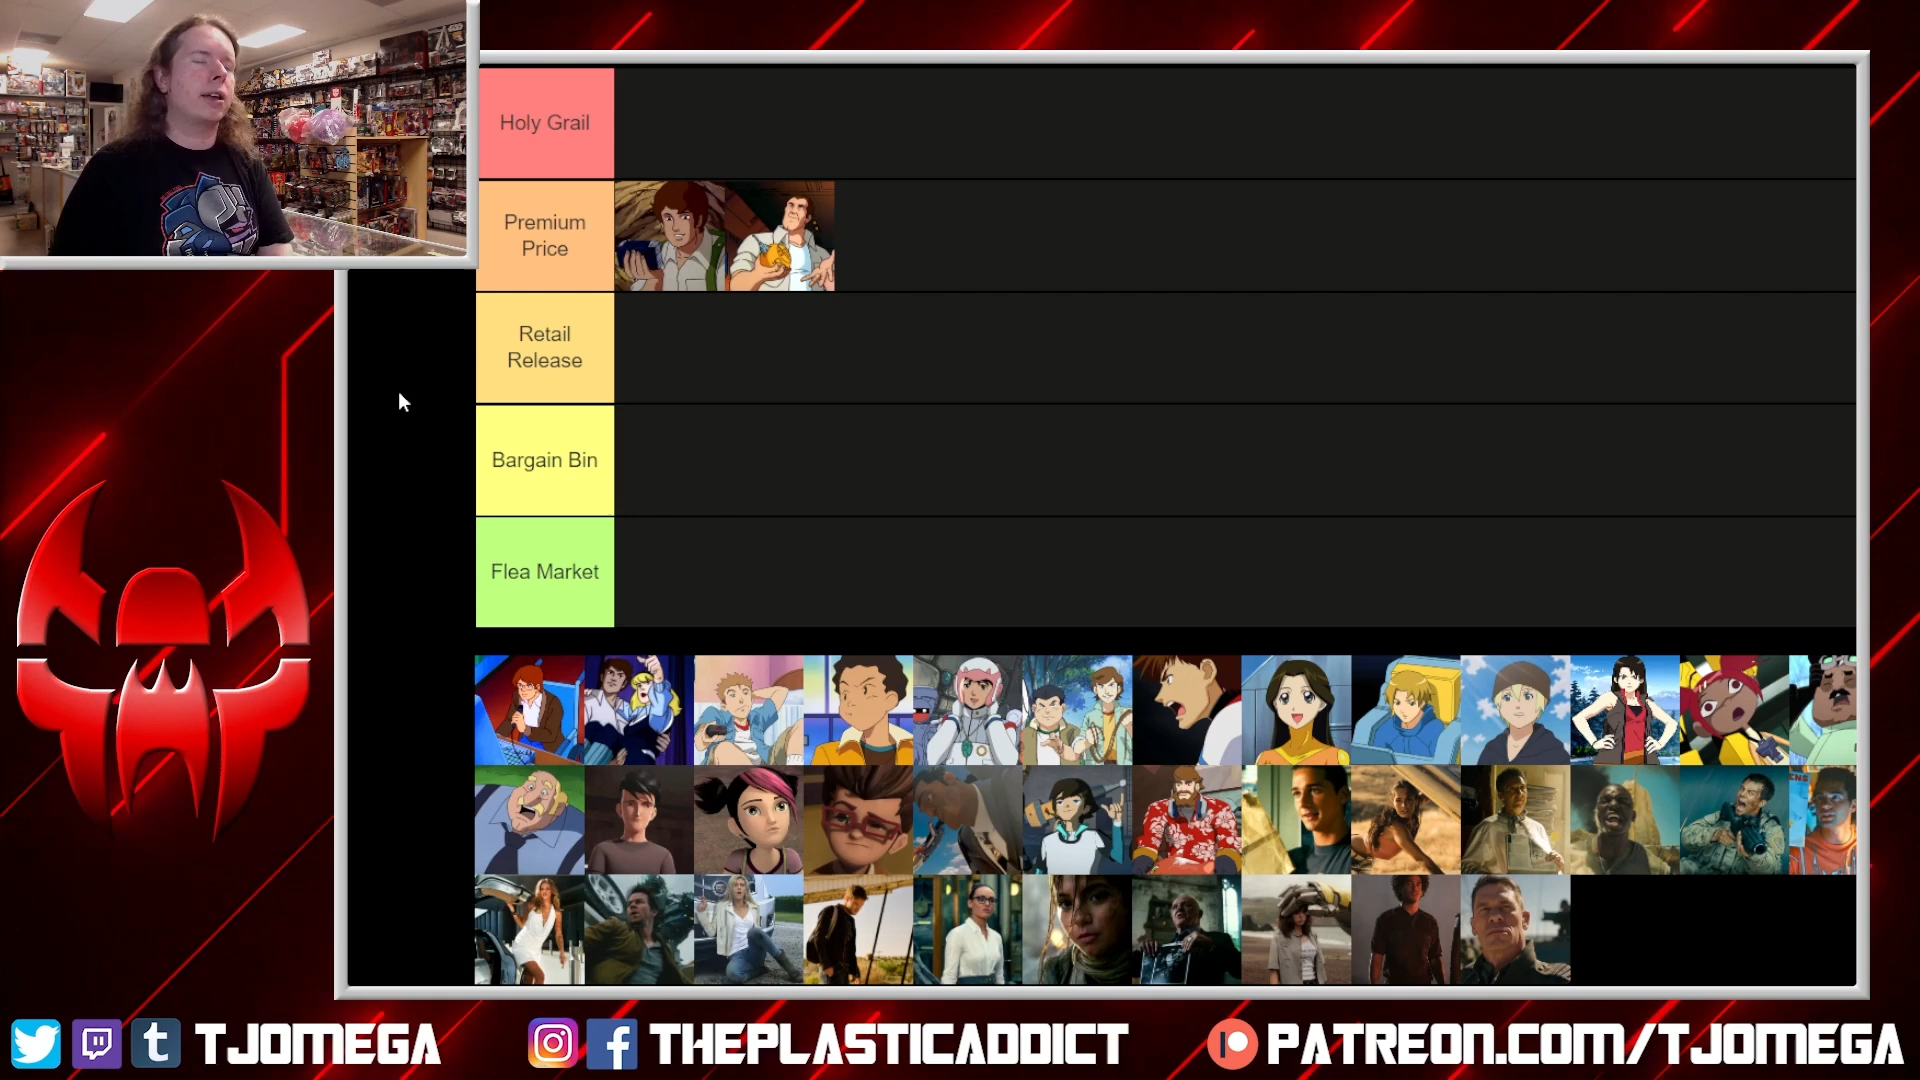 Holy Grail
Premium
Price
Retail
Release
Bargain Bin
Flea Market
TJOMEGA
THEPLASTICADDICT
PATREON.COM/TJOMEGA